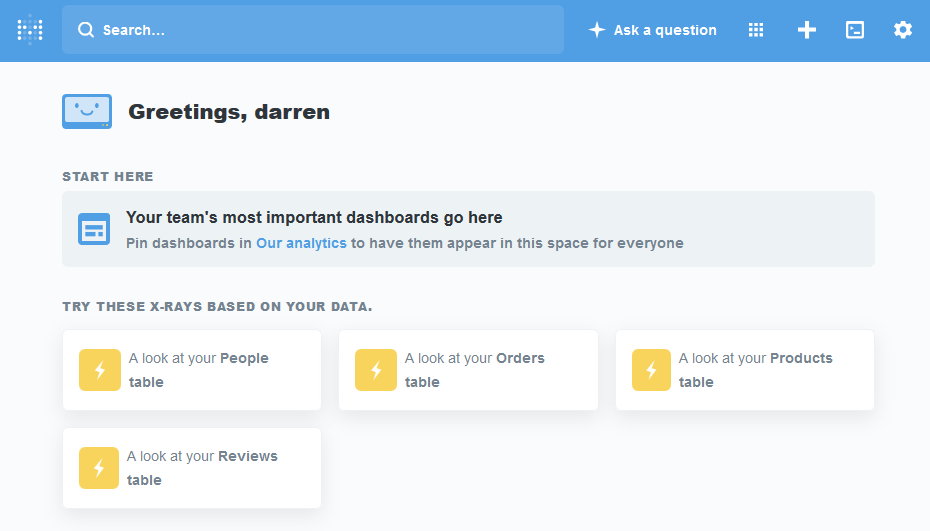 Search...
Ask a question
Greetings, darren
START HERE
Your team's most important dashboards go here
Pin dashboards in Our analytics to have them appear in this space for everyone
TRY THESE X-RAYS BASED ON YOUR DATA.
A look at your People
table
A look at your Orders
table
A look at your Products
table
A look at your Reviews
table